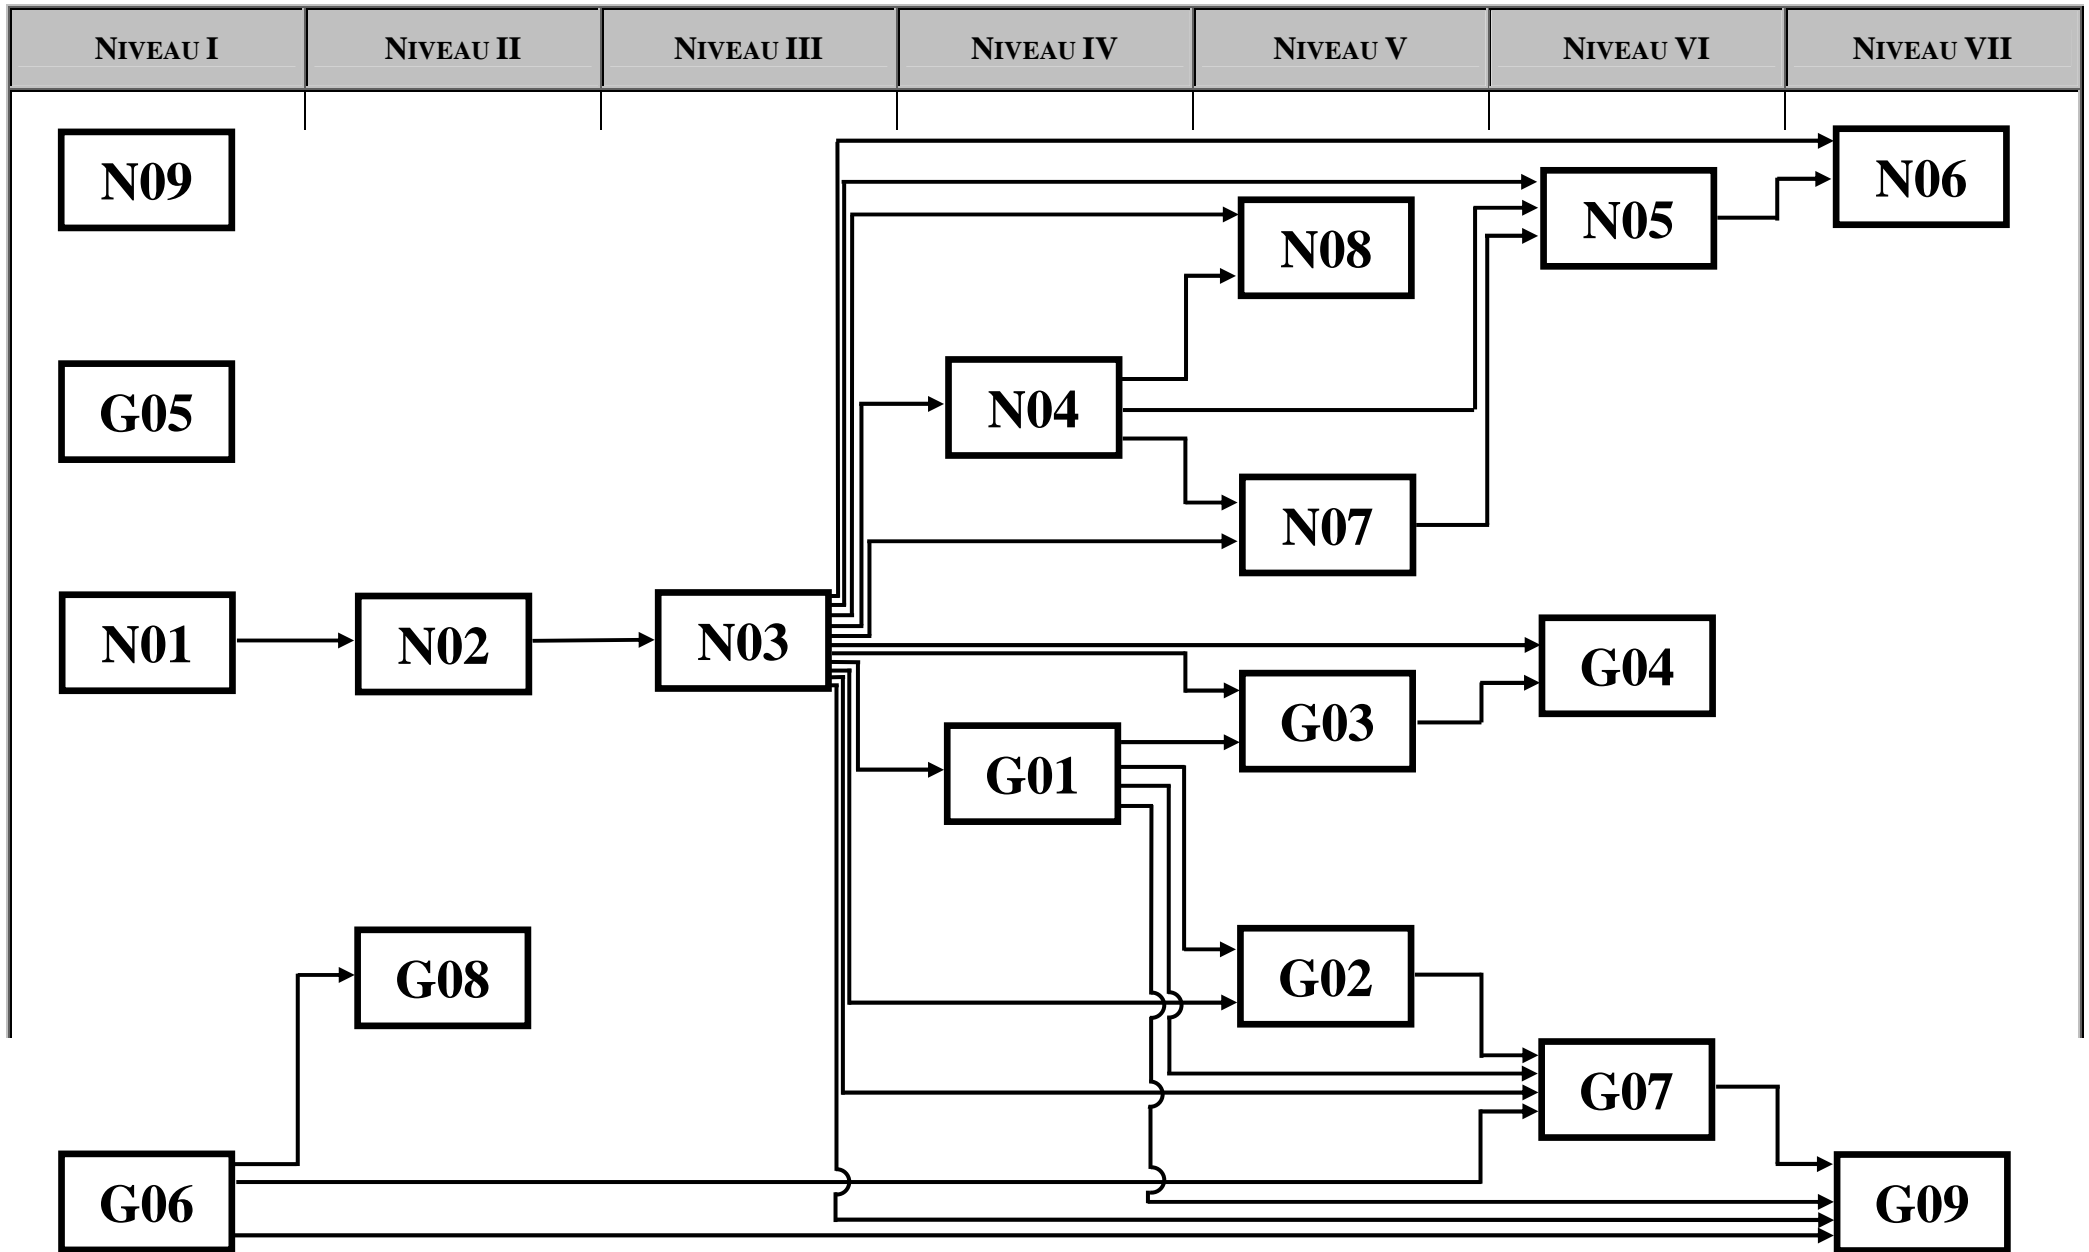 NIVEAU I
NIVEAU II
NIVEAU III
NIVEAU IV
NIVEAU V
NIVEAU VI
NIVEAU VII
N09
N06
N05
N08
G05
N04
N07
N01
N02
N03
G04
G03
G01
G08
G02
G07
G06
G09